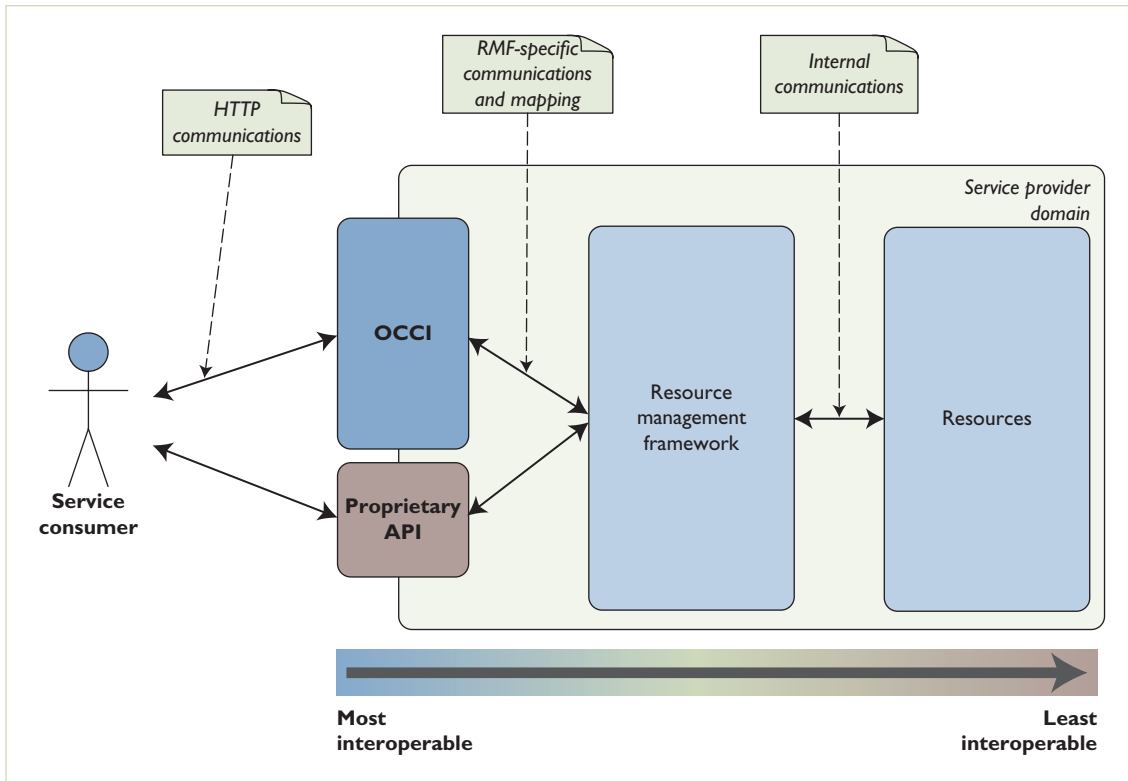 HTTP
communications
RMF-specific
communications
and mapping
Internal
communications
Service provider
domain
OCCI
Proprietary
API
Resource
management
framework
Resources
Service
consumer
Most
interoperable
Least
interoperable